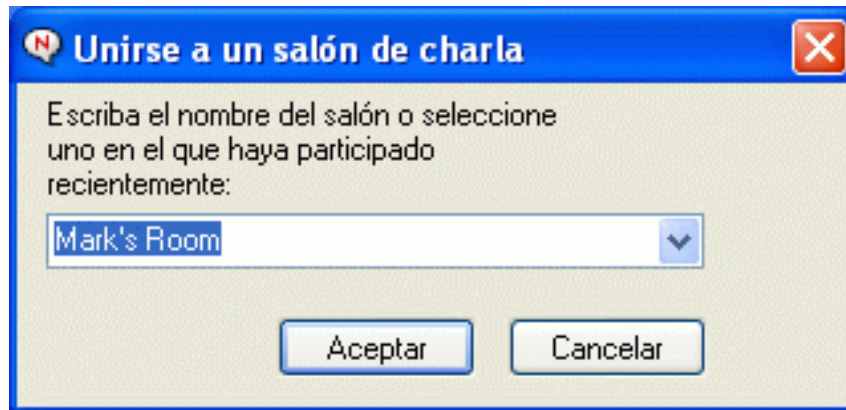 Unirse a un salón de charla
Escriba el nombre del salón o seleccione
uno en el que haya participado
recientemente:
Mark's Room
Aceptar Cancelar